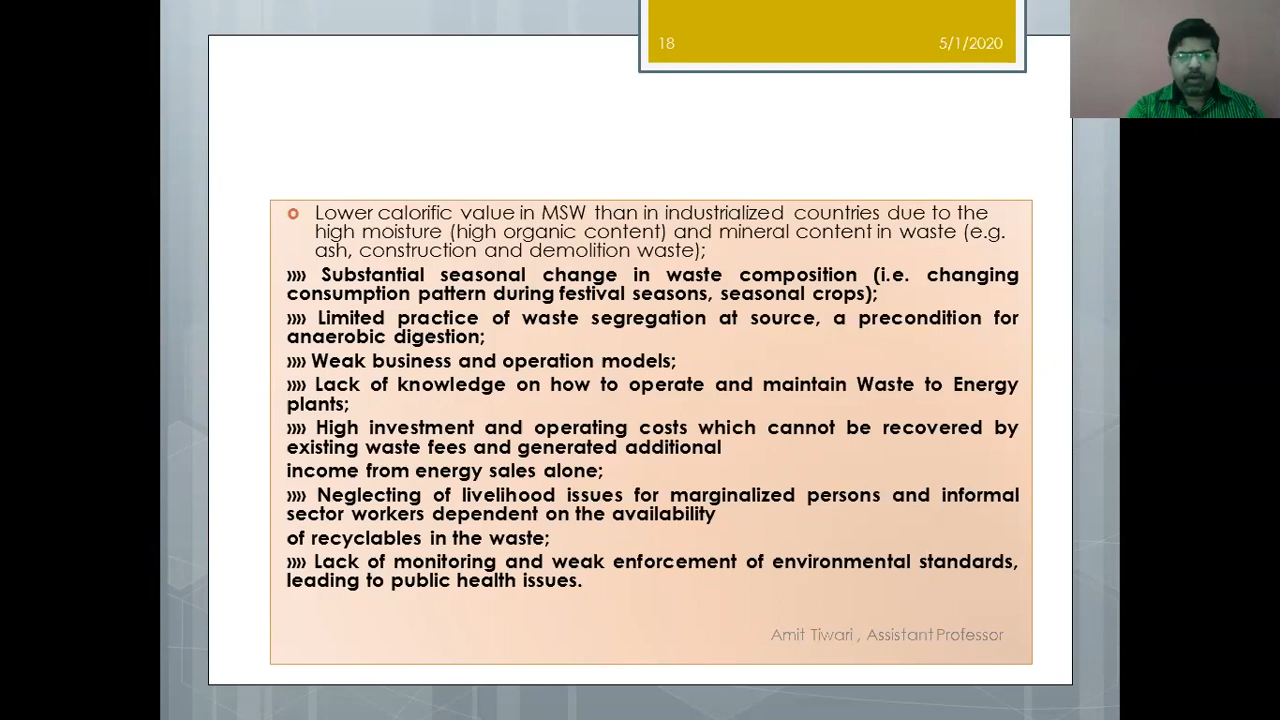 18
5/1/2020
Lower calorific value in MSW than in industrialized countries due to the
high moisture (high organic content) and mineral content in waste (e.g.
ash, construction and demolition waste);
»» Substantial seasonal change in waste composition (i.e. changing
consumption pattern during festival seasons, seasonal crops);
»» Limited practice of waste segregation at source, a precondition for
anaerobic digestion;
»» Weak business and operation models;
»» Lack of knowledge on how to operate and maintain Waste to Energy
plants;
»» High investment and operating costs which cannot be recovered by
existing waste fees and generated additional
income from energy sales alone;
»» Neglecting of livelihood issues for marginalized persons and informal
sector workers dependent on the availability
of recyclables in the waste;
»» Lack of monitoring and weak enforcement of environmental standards,
leading to public health issues.
Amit Tiwari , Assistant Professor